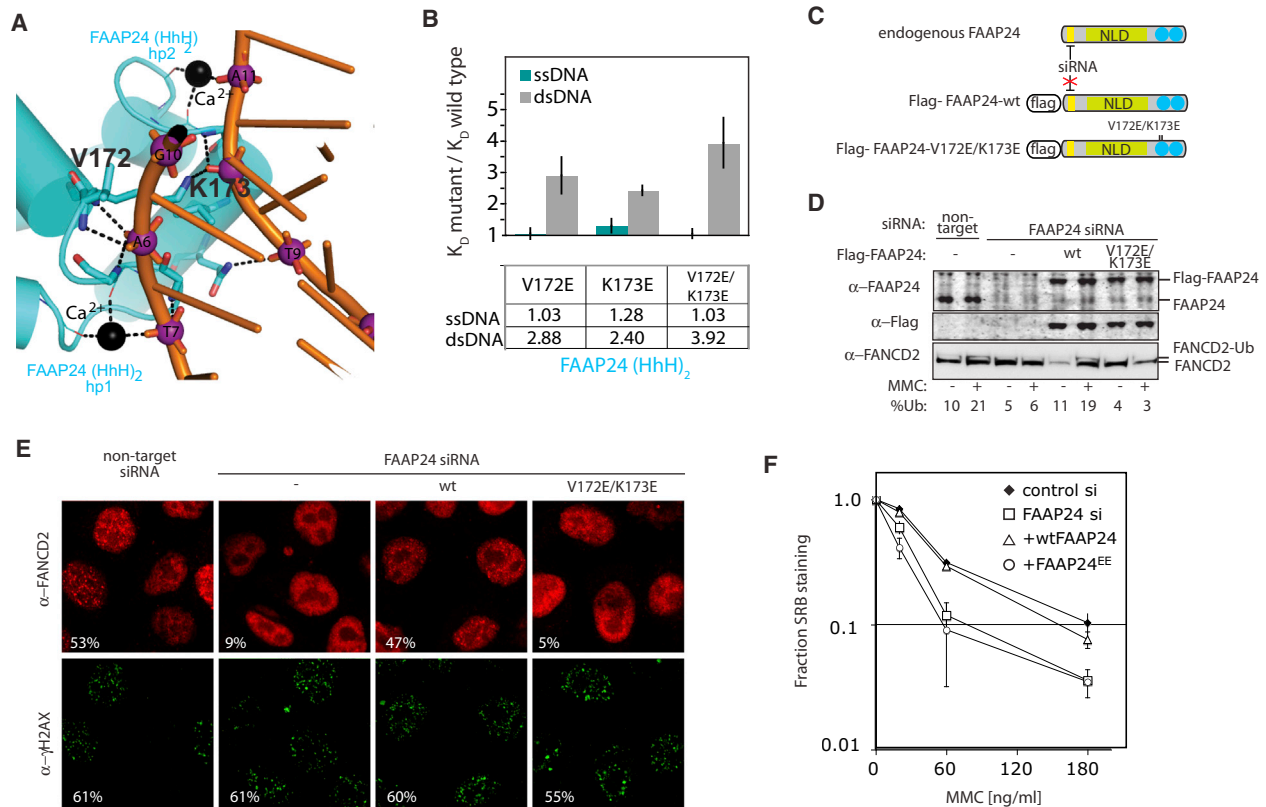 A
FAAP24 (HhH)2
hp2
Ca2+
A11
G10
V172
K173
A6
T9
Ca2+
T7
FAAP24 (HhH)2
hp1
B
KD mutant / KD wild type
ssDNA
dsDNA
5
4
3
2
1
V172E K173E V172E/K173E
ssDNA 1.03 1.28 1.03
dsDNA 2.88 2.40 3.92
FAAP24 (HhH)2
C
endogenous FAAP24
NLD
siRNA
Flag- FAAP24-wt
flag
NLD
V172E/K173E
Flag- FAAP24-V172E/K173E
flag
NLD
D
siRNA: non-target FAAP24 siRNA
Flag-FAAP24: - - wt V172E/K173E
α-FAAP24
Flag-FAAP24
FAAP24
α-Flag
α-FANCD2
FANCD2-Ub
FANCD2
MMC: - + - + - + - +
%Ub: 10 21 5 6 11 19 4 3
E
non-target siRNA
FAAP24 siRNA
- wt V172E/K173E
α-FANCD2
53% 9% 47% 5%
α-γH2AX
61% 61% 60% 55%
F
Fraction SRB staining
1.0
0.1
0.01
control si
FAAP24 si
+wtFAAP24
+FAAP24EE
0 60 120 180
MMC [ng/ml]